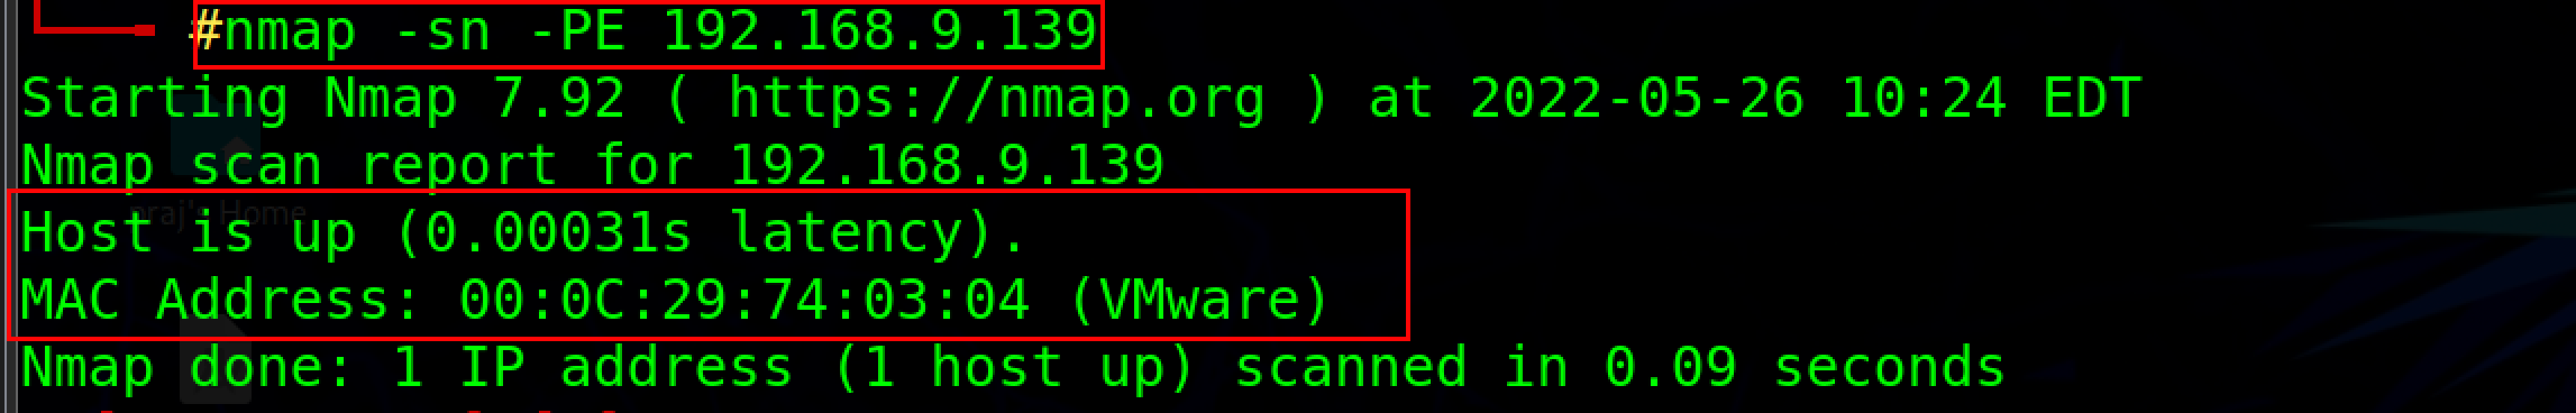 #nmap -sn -PE 192.168.9.139
Starting Nmap 7.92 ( https://nmap.org ) at 2022-05-26 10:24 EDT
Nmap scan report for 192.168.9.139
praj's Home
Host is up (0.00031s latency).
MAC Address: 00:0C:29:74:03:04 (VMware)
Nmap done: 1 IP address (1 host up) scanned in 0.09 seconds